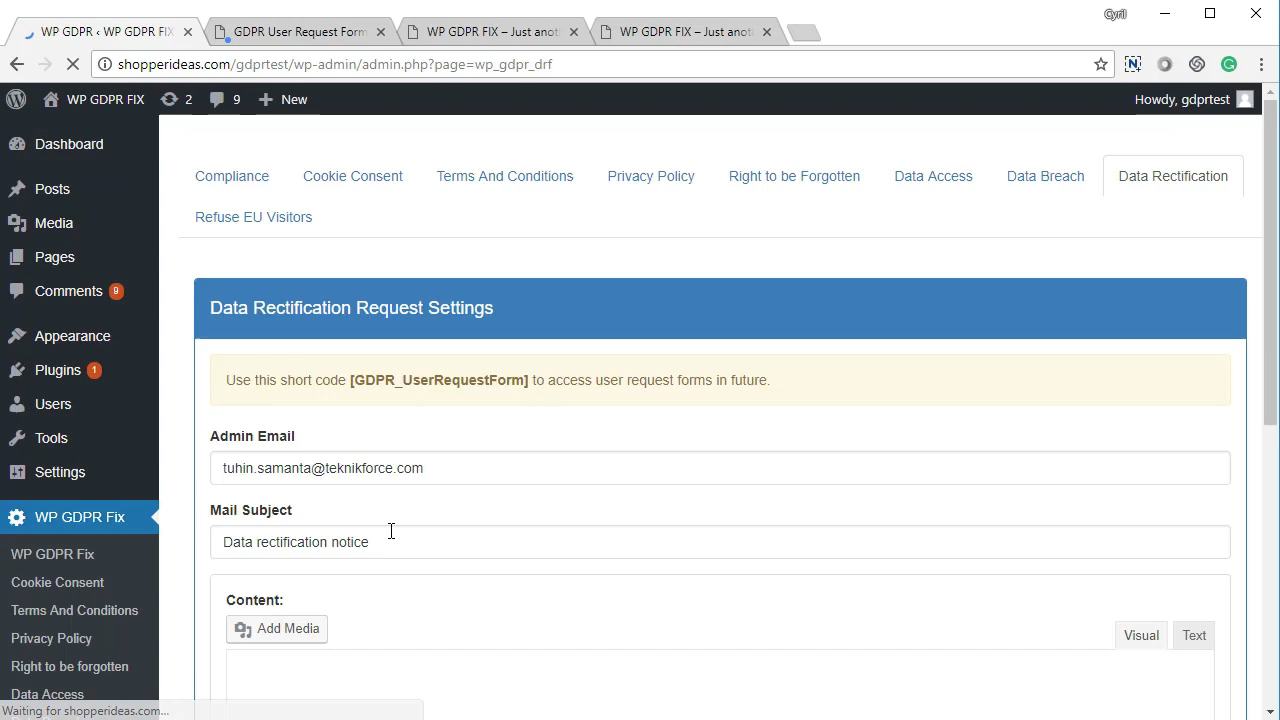 Cyril
WP GDPR ‹ WP GDPR FIX
GDPR User Request Form
WP GDPR FIX – Just anot
WP GDPR FIX – Just anot
shopperideas.com/gdprtest/wp-admin/admin.php?page=wp_gdpr_drf
WP GDPR FIX
2
9
New
Howdy, gdprtest
Dashboard
Posts
Media
Pages
Comments 9
Appearance
Plugins 1
Users
Tools
Settings
WP GDPR Fix
WP GDPR Fix
Cookie Consent
Terms And Conditions
Privacy Policy
Right to be forgotten
Data Access
Waiting for shopperideas.com...
Compliance
Cookie Consent
Terms And Conditions
Privacy Policy
Right to be Forgotten
Data Access
Data Breach
Data Rectification
Refuse EU Visitors
Data Rectification Request Settings
Use this short code [GDPR_UserRequestForm] to access user request forms in future.
Admin Email
tuhin.samanta@teknikforce.com
Mail Subject
Data rectification notice
Content:
Add Media
Visual
Text